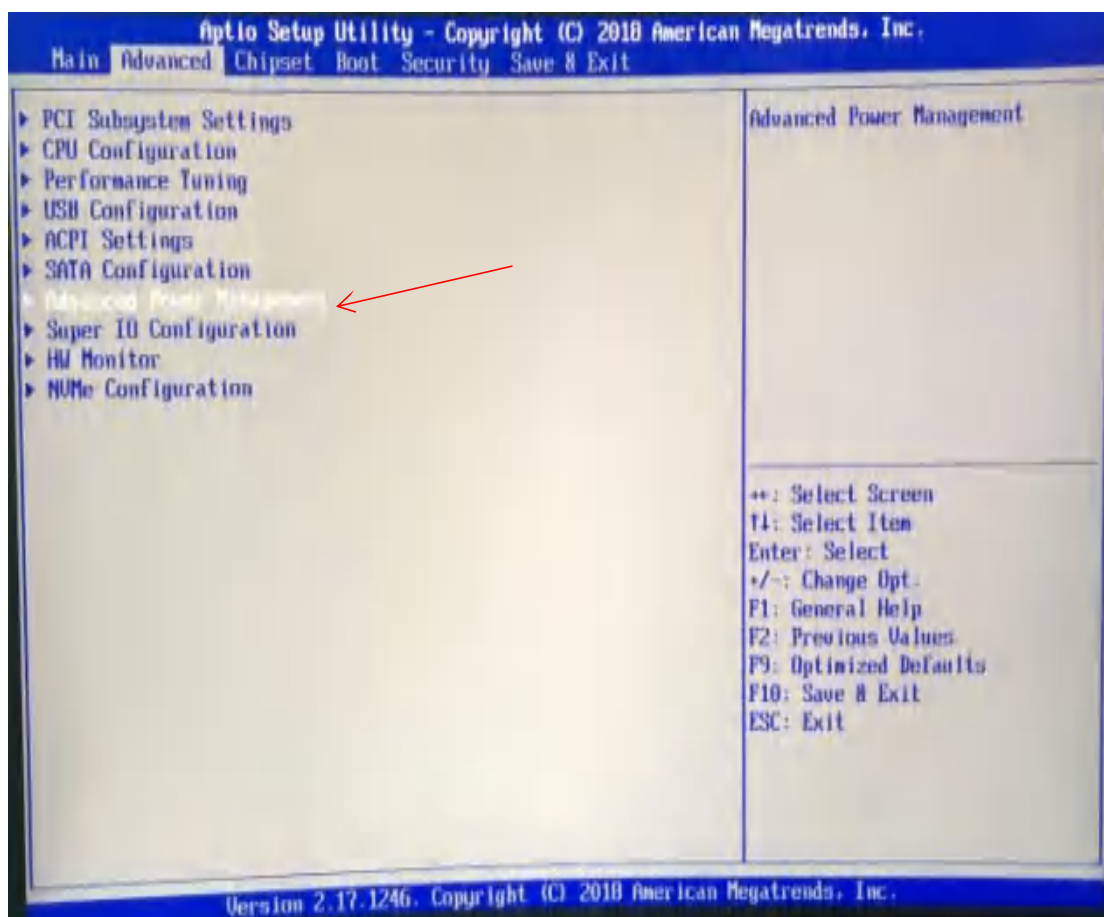 Aptio Setup Utility - Copyright (C) 2018 American Megatrends, Inc.
Main Advanced Chipset Boot Security Save & Exit
▶ PCI Subsystem Settings
▶ CPU Configuration
▶ Performance Tuning
▶ USB Configuration
▶ ACPI Settings
▶ SATA Configuration
▶ Advanced Power Management
▶ Super IO Configuration
▶ HW Monitor
▶ NVMe Configuration
Advanced Power Management
↔: Select Screen
↑↓: Select Item
Enter: Select
+/-: Change Opt.
F1: General Help
F2: Previous Values
F9: Optimized Defaults
F10: Save & Exit
ESC: Exit
Version 2.17.1246. Copyright (C) 2018 American Megatrends, Inc.